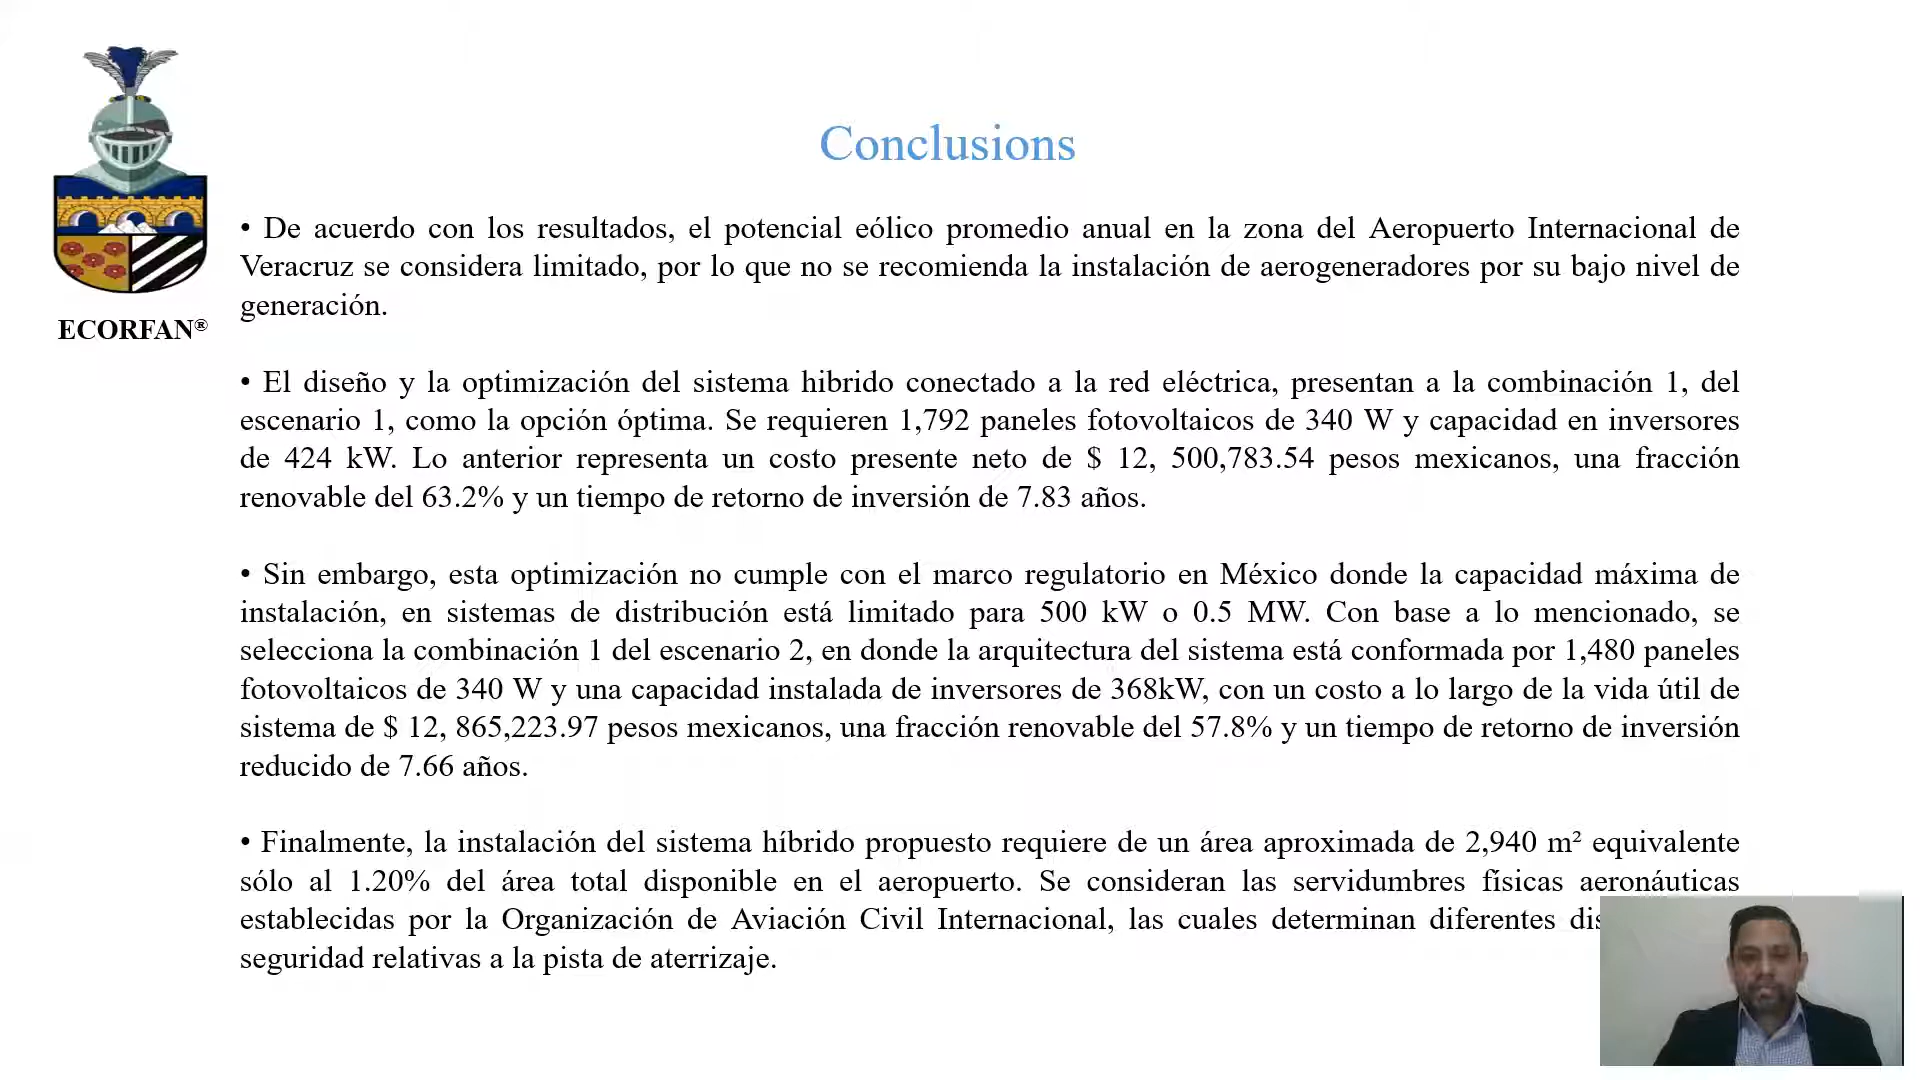 Conclusions
• De acuerdo con los resultados, el potencial eólico promedio anual en la zona del Aeropuerto Internacional de
Veracruz se considera limitado, por lo que no se recomienda la instalación de aerogeneradores por su bajo nivel de
generación.
ECORFAN®
• El diseño y la optimización del sistema hibrido conectado a la red eléctrica, presentan a la combinación 1, del
escenario 1, como la opción óptima. Se requieren 1,792 paneles fotovoltaicos de 340 W y capacidad en inversores
de 424 kW. Lo anterior representa un costo presente neto de $ 12, 500,783.54 pesos mexicanos, una fracción
renovable del 63.2% y un tiempo de retorno de inversión de 7.83 años.
• Sin embargo, esta optimización no cumple con el marco regulatorio en México donde la capacidad máxima de
instalación, en sistemas de distribución está limitado para 500 kW o 0.5 MW. Con base a lo mencionado, se
selecciona la combinación 1 del escenario 2, en donde la arquitectura del sistema está conformada por 1,480 paneles
fotovoltaicos de 340 W y una capacidad instalada de inversores de 368kW, con un costo a lo largo de la vida útil de
sistema de $ 12, 865,223.97 pesos mexicanos, una fracción renovable del 57.8% y un tiempo de retorno de inversión
reducido de 7.66 años.
• Finalmente, la instalación del sistema híbrido propuesto requiere de un área aproximada de 2,940 m² equivalente
sólo al 1.20% del área total disponible en el aeropuerto. Se consideran las servidumbres físicas aeronáuticas
establecidas por la Organización de Aviación Civil Internacional, las cuales determinan diferentes
seguridad relativas a la pista de aterrizaje.